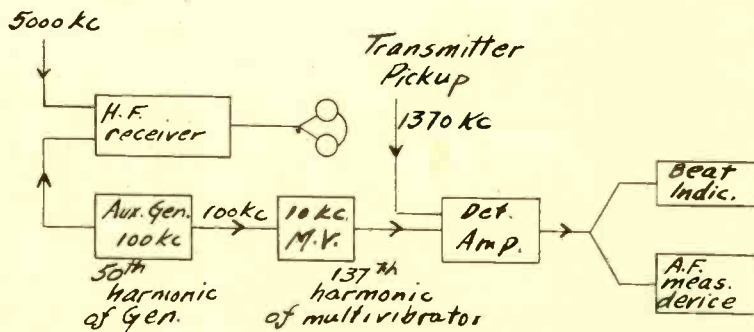 5000 kc
Transmitter
Pickup
H.F.
receiver
1370 Kc
Beat
Indic.
Aux. Gen.
100 kc
100 kc
10 kc.
M.V.
Det.
Amp.
A.F.
meas.
device
50th
harmonic
of Gen.
137th
harmonic
of multivibrator